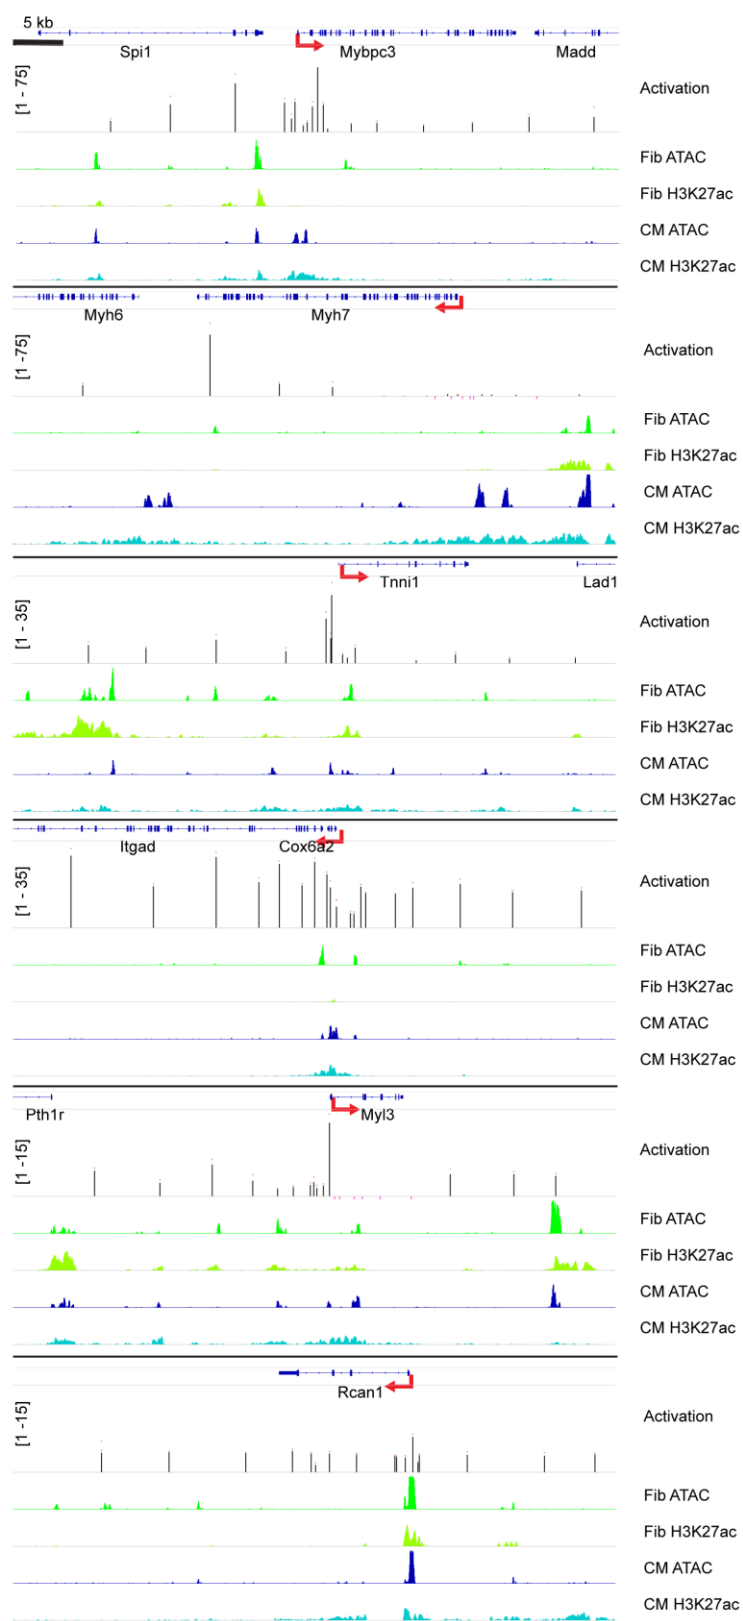 5 kb
Spi1 Mybpc3 Madd
[1 - 75]
Activation
Fib ATAC
Fib H3K27ac
CM ATAC
CM H3K27ac
Myh6 Myh7
[1 -75]
Activation
Fib ATAC
Fib H3K27ac
CM ATAC
CM H3K27ac
Tnni1 Lad1
[1 - 35]
Activation
Fib ATAC
Fib H3K27ac
CM ATAC
CM H3K27ac
Itgad Cox6a2
[1 - 35]
Activation
Fib ATAC
Fib H3K27ac
CM ATAC
CM H3K27ac
Pth1r Myl3
[1 -15]
Activation
Fib ATAC
Fib H3K27ac
CM ATAC
CM H3K27ac
Rcan1
[1 -15]
Activation
Fib ATAC
Fib H3K27ac
CM ATAC
CM H3K27ac